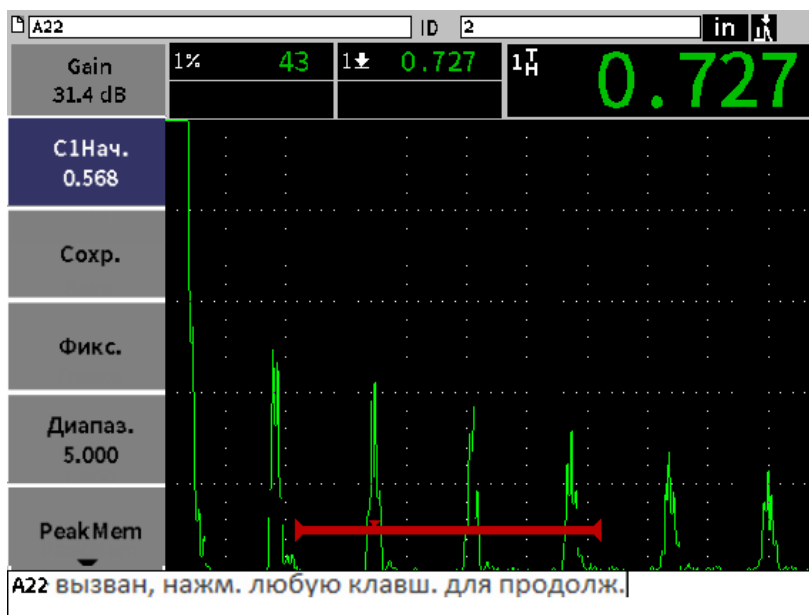 A22 ID 2 in
Gain
31.4 dB
1% 43
1 0.727
1 T H 0.727
С1Нач.
0.568
Сохр.
Фикс.
Диапаз.
5.000
PeakMem
A22 вызван, нажм. любую клавш. для продолж.